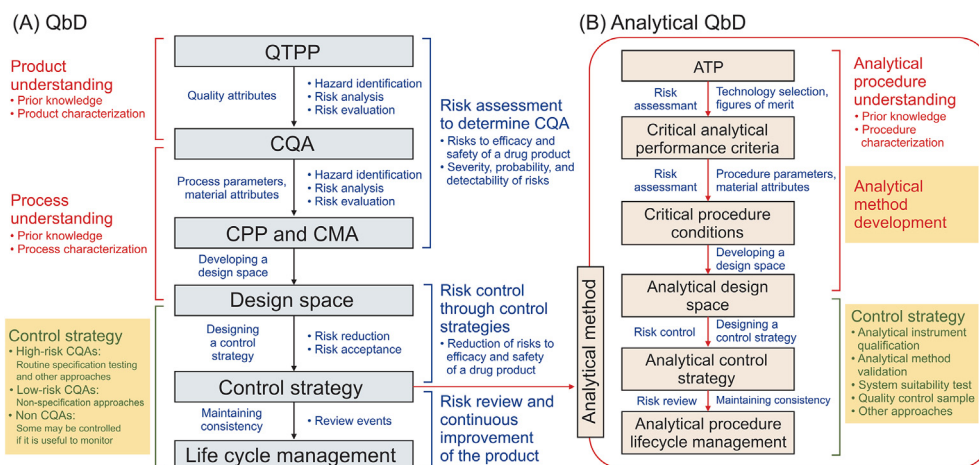 (A) QbD
Product
understanding
• Prior knowledge
• Product characterization
Process
understanding
• Prior knowledge
• Process characterization
Control strategy
• High-risk CQAs:
Routine specification testing
and other approaches
• Low-risk CQAs:
Non-specification approaches
• Non CQAs:
Some may be controlled
if it is useful to monitor
QTPP
Quality attributes
• Hazard identification
• Risk analysis
• Risk evaluation
CQA
Process parameters,
material attributes
• Hazard identification
• Risk analysis
• Risk evaluation
CPP and CMA
Developing a
design space
Design space
Designing
a control
strategy
• Risk reduction
• Risk acceptance
Control strategy
Maintaining
consistency
• Review events
Life cycle management
Risk assessment
to determine CQA
• Risks to efficacy and
safety of a drug product
• Severity, probability, and
detectability of risks
Risk control
through control
strategies
• Reduction of risks to
efficacy and safety
of a drug product
Risk review and
continuous
improvement
of the product
(B) Analytical QbD
Analytical method
ATP
Risk
assessmant
Technology selection,
figures of merit
Critical analytical
performance criteria
Risk
assessmant
Procedure parameters,
material attributes
Critical procedure
conditions
Developing a
design space
Analytical design
space
Risk control
Designing a
control strategy
Analytical control
strategy
Risk review
Maintaining consistency
Analytical procedure
lifecycle management
Analytical
procedure
understanding
• Prior knowledge
• Procedure
characterization
Analytical
method
development
Control strategy
• Analytical instrument
qualification
• Analytical method
validation
• System suitability test
• Quality control sample
• Other approaches